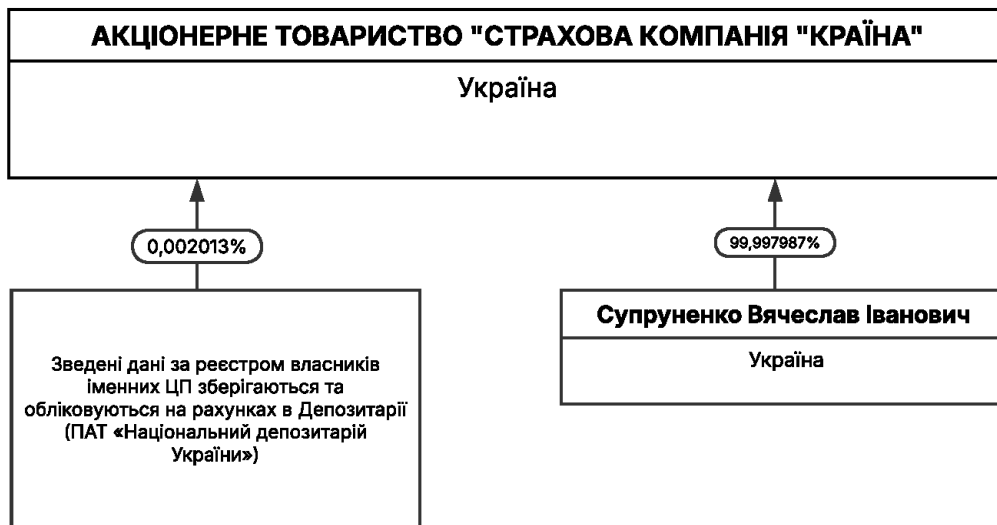 АКЦІОНЕРНЕ ТОВАРИСТВО "СТРАХОВА КОМПАНІЯ "КРАЇНА"
Україна
0,002013%
99,997987%
Зведені дані за реєстром власників
іменних ЦП зберігаються та
обліковуються на рахунках в Депозитарії
(ПАТ «Національний депозитарій
України»)
Супруненко Вячеслав Іванович
Україна